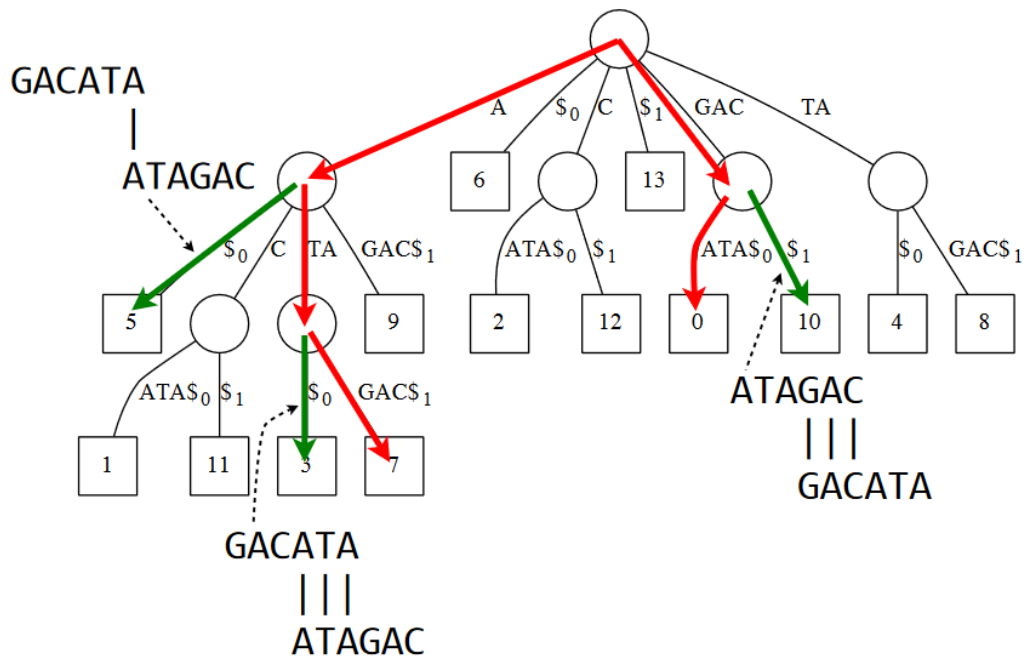 GACATA
|
ATAGAC
A $0 C $1 GAC TA
6 13
$0 C TA GAC$1 ATA$0 $1 ATA$0 $1 $0 GAC$1
5 9 2 12 0 10 4 8
ATA$0 $1 $0 GAC$1
1 11 3 7
ATAGAC
|||
GACATA
GACATA
|||
ATAGAC